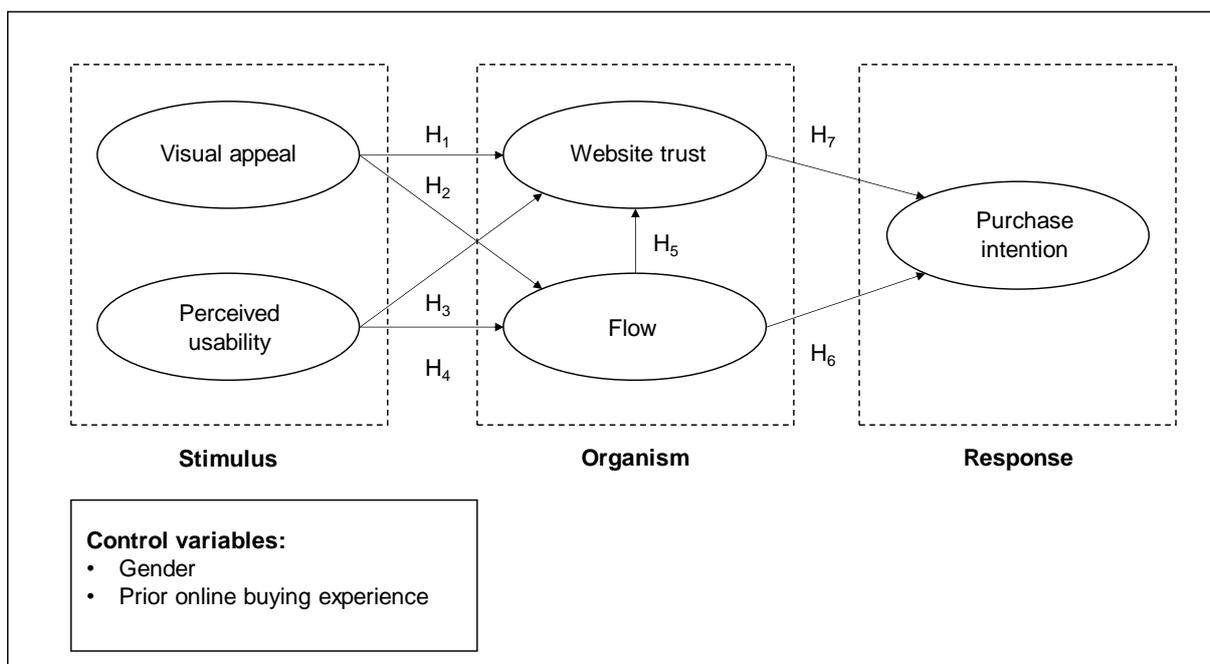 Visual appeal
H₁
Website trust
H₇
H₂
Purchase
intention
H₅
Perceived
usability
H₃
Flow
H₆
H₄
Stimulus
Organism
Response
Control variables:
• Gender
• Prior online buying experience